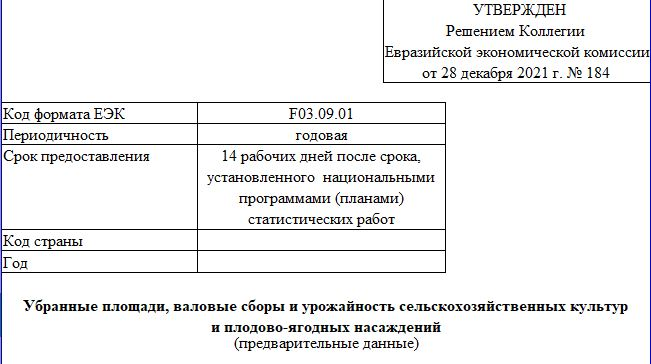 УТВЕРЖДЕН
Решением Коллегии
Евразийской экономической комиссии
от 28 декабря 2021 г. № 184
Код формата ЕЭК F03.09.01
Периодичность годовая
Срок предоставления 14 рабочих дней после срока,
установленного национальными
программами (планами)
статистических работ
Код страны
Год
Убранные площади, валовые сборы и урожайность сельскохозяйственных культур
и плодово-ягодных насаждений
(предварительные данные)